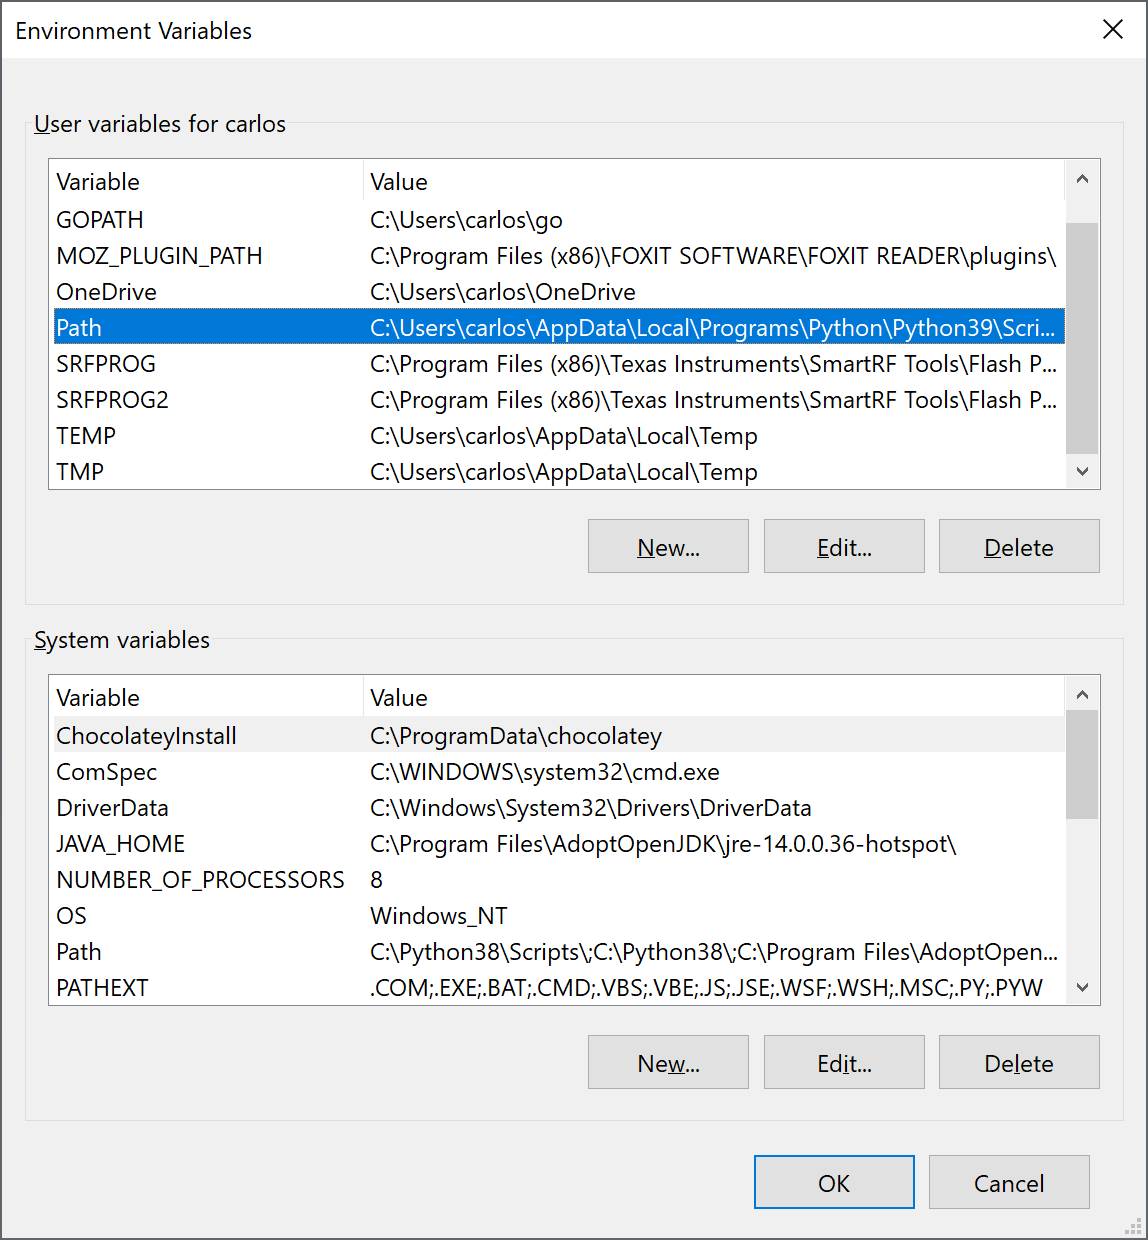 Environment Variables
User variables for carlos
Variable Value
GOPATH C:\Users\carlos\go
MOZ_PLUGIN_PATH C:\Program Files (x86)\FOXIT SOFTWARE\FOXIT READER\plugins\
OneDrive C:\Users\carlos\OneDrive
Path C:\Users\carlos\AppData\Local\Programs\Python\Python39\Scri...
SRFPROG C:\Program Files (x86)\Texas Instruments\SmartRF Tools\Flash P...
SRFPROG2 C:\Program Files (x86)\Texas Instruments\SmartRF Tools\Flash P...
TEMP C:\Users\carlos\AppData\Local\Temp
TMP C:\Users\carlos\AppData\Local\Temp
New... Edit... Delete
System variables
Variable Value
ChocolateyInstall C:\ProgramData\chocolatey
ComSpec C:\WINDOWS\system32\cmd.exe
DriverData C:\Windows\System32\Drivers\DriverData
JAVA_HOME C:\Program Files\AdoptOpenJDK\jre-14.0.0.36-hotspot\
NUMBER_OF_PROCESSORS 8
OS Windows_NT
Path C:\Python38\Scripts\;C:\Python38\;C:\Program Files\AdoptOpen...
PATHEXT .COM;.EXE;.BAT;.CMD;.VBS;.VBE;.JS;.JSE;.WSF;.WSH;.MSC;.PY;.PYW
New... Edit... Delete
OK Cancel